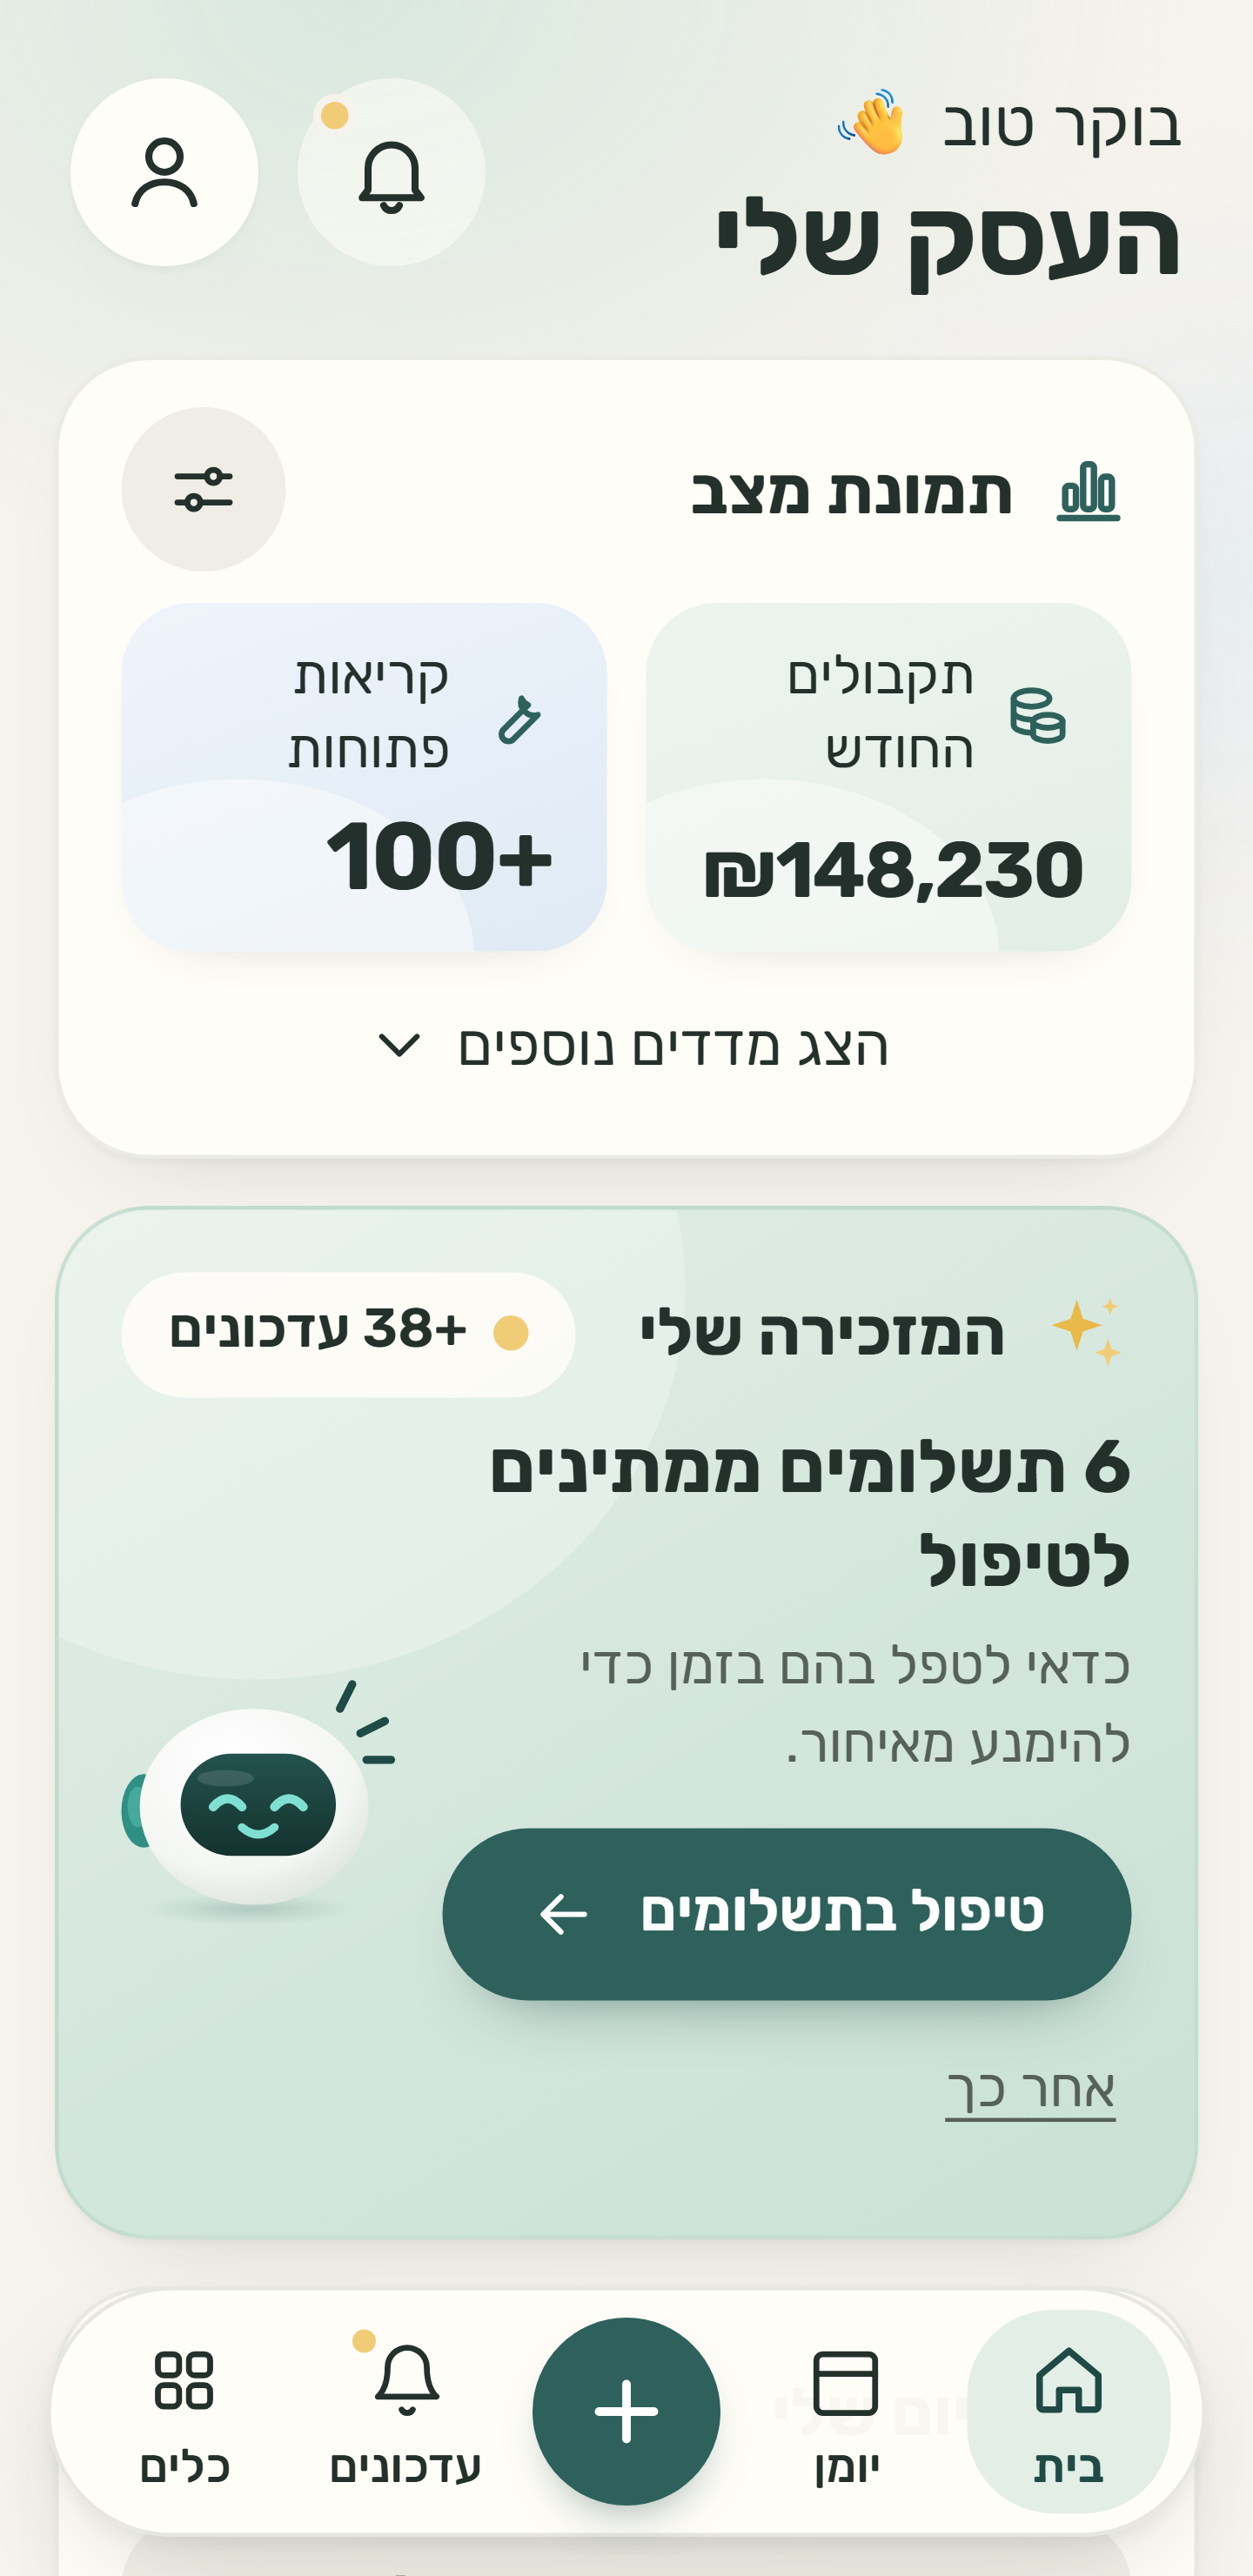 בוקר טוב 👋
העסק שלי
תמונת מצב
תקבולים
החודש
₪148,230
קריאות
פתוחות
100+
הצג מדדים נוספים
המזכירה שלי
+38 עדכונים
6 תשלומים ממתינים
לטיפול
כדאי לטפל בהם בזמן כדי
להימנע מאיחור.
טיפול בתשלומים
אחר כך
בית
יומן
עדכונים
כלים